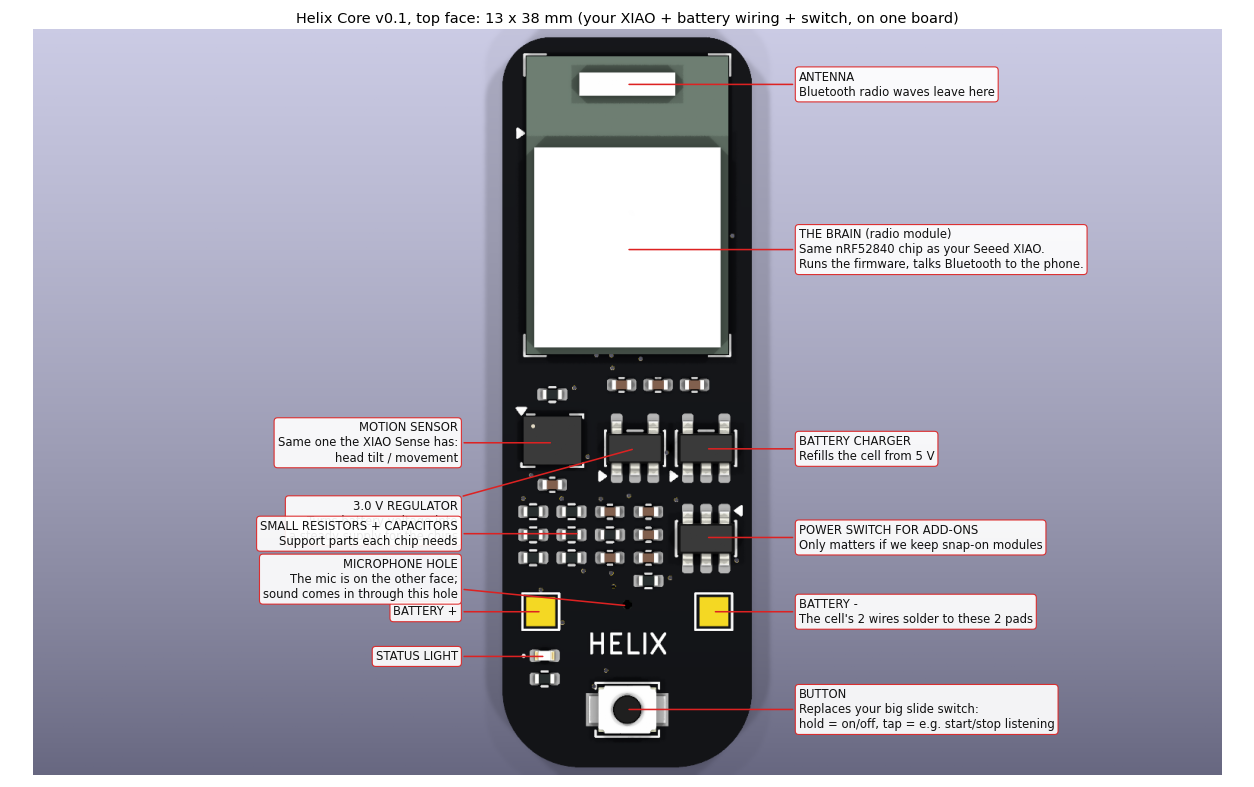 Helix Core v0.1, top face: 13 x 38 mm (your XIAO + battery wiring + switch, on one board)
ANTENNA
Bluetooth radio waves leave here
THE BRAIN (radio module)
Same nRF52840 chip as your Seeed XIAO.
Runs the firmware, talks Bluetooth to the phone.
MOTION SENSOR
Same one the XIAO Sense has:
head tilt / movement
BATTERY CHARGER
Refills the cell from 5 V
3.0 V REGULATOR
SMALL RESISTORS + CAPACITORS
Support parts each chip needs
POWER SWITCH FOR ADD-ONS
Only matters if we keep snap-on modules
MICROPHONE HOLE
The mic is on the other face;
sound comes in through this hole
BATTERY +
BATTERY -
The cell's 2 wires solder to these 2 pads
HELIX
STATUS LIGHT
BUTTON
Replaces your big slide switch:
hold = on/off, tap = e.g. start/stop listening